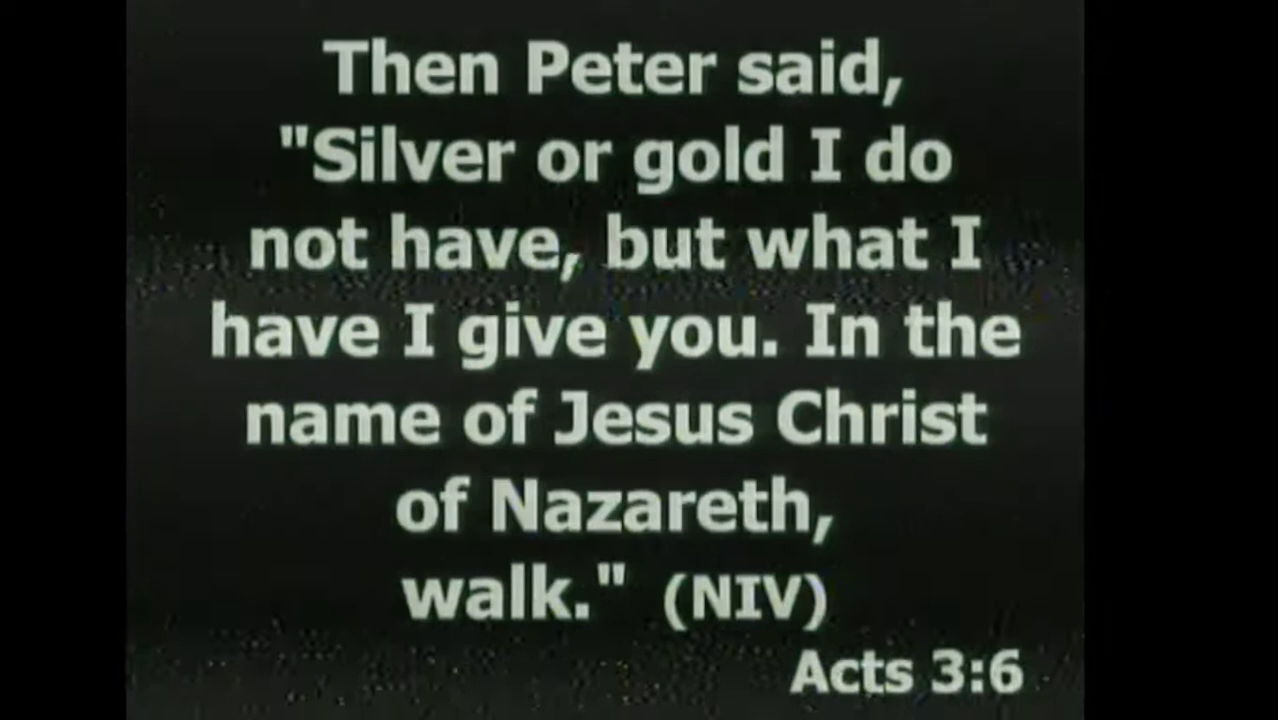 Then Peter said,
"Silver or gold I do
not have, but what I
have I give you. In the
name of Jesus Christ
of Nazareth,
walk." (NIV)
Acts 3:6